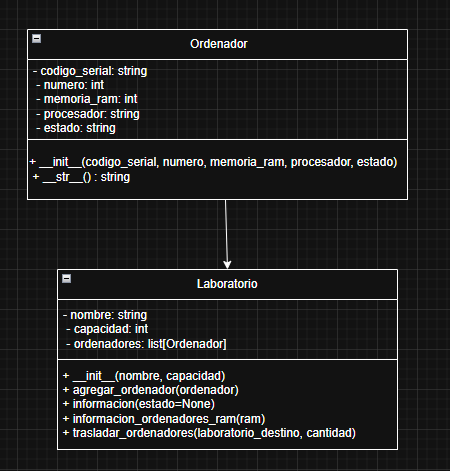 Ordenador
- codigo_serial: string
- numero: int
- memoria_ram: int
- procesador: string
- estado: string
+ __init__(codigo_serial, numero, memoria_ram, procesador, estado)
+ __str__() : string
Laboratorio
- nombre: string
- capacidad: int
- ordenadores: list[Ordenador]
+ __init__(nombre, capacidad)
+ agregar_ordenador(ordenador)
+ informacion(estado=None)
+ informacion_ordenadores_ram(ram)
+ trasladar_ordenadores(laboratorio_destino, cantidad)